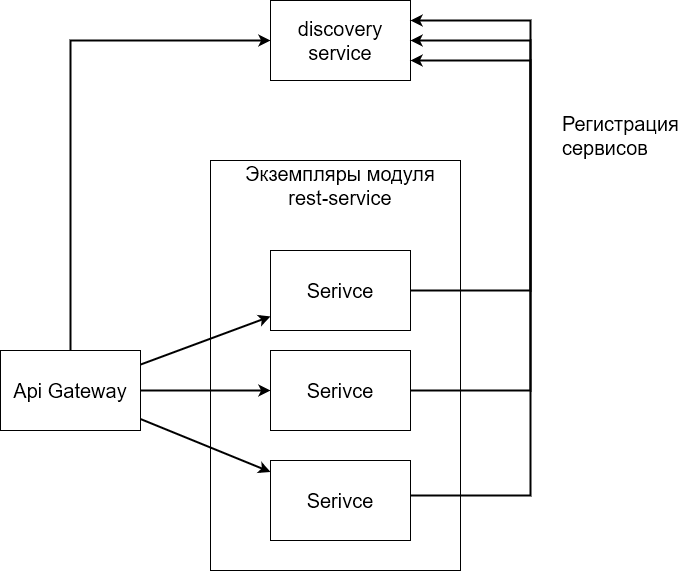 discovery
service
Регистрация
сервисов
Экземпляры модуля
rest-service
Serivce
Api Gateway
Serivce
Serivce